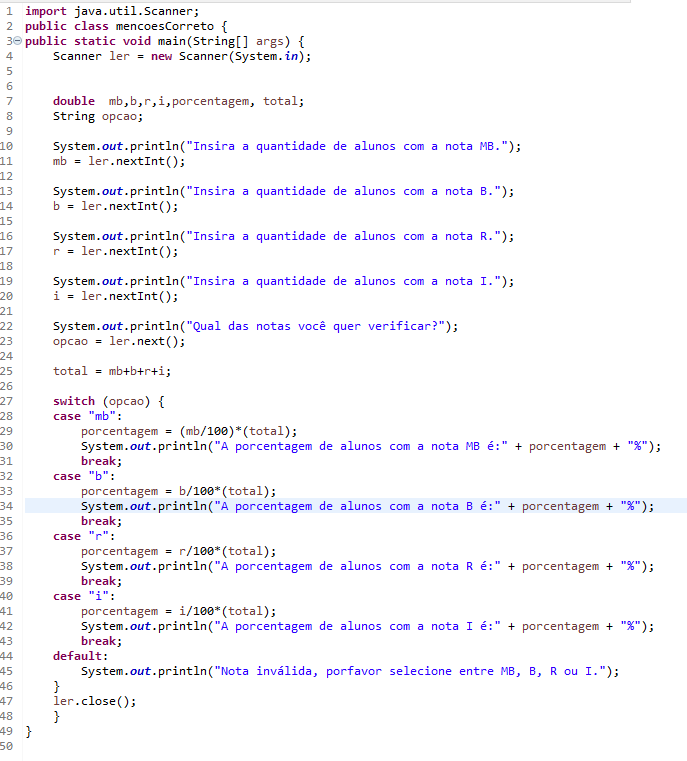 1 import java.util.Scanner;
2 public class mencoesCorreto {
3 public static void main(String[] args) {
4 Scanner ler = new Scanner(System.in);
5
6
7 double  mb,b,r,i,porcentagem, total;
8 String opcao;
9
10 System.out.println("Insira a quantidade de alunos com a nota MB.");
11 mb = ler.nextInt();
12
13 System.out.println("Insira a quantidade de alunos com a nota B.");
14 b = ler.nextInt();
15
16 System.out.println("Insira a quantidade de alunos com a nota R.");
17 r = ler.nextInt();
18
19 System.out.println("Insira a quantidade de alunos com a nota I.");
20 i = ler.nextInt();
21
22 System.out.println("Qual das notas você quer verificar?");
23 opcao = ler.next();
24
25 total = mb+b+r+i;
26
27 switch (opcao) {
28 case "mb":
29 porcentagem = (mb/100)*(total);
30 System.out.println("A porcentagem de alunos com a nota MB é:" + porcentagem + "%");
31 break;
32 case "b":
33 porcentagem = b/100*(total);
34 System.out.println("A porcentagem de alunos com a nota B é:" + porcentagem + "%");
35 break;
36 case "r":
37 porcentagem = r/100*(total);
38 System.out.println("A porcentagem de alunos com a nota R é:" + porcentagem + "%");
39 break;
40 case "i":
41 porcentagem = i/100*(total);
42 System.out.println("A porcentagem de alunos com a nota I é:" + porcentagem + "%");
43 break;
44 default:
45 System.out.println("Nota inválida, porfavor selecione entre MB, B, R ou I.");
46 }
47 ler.close();
48 }
49 }
50